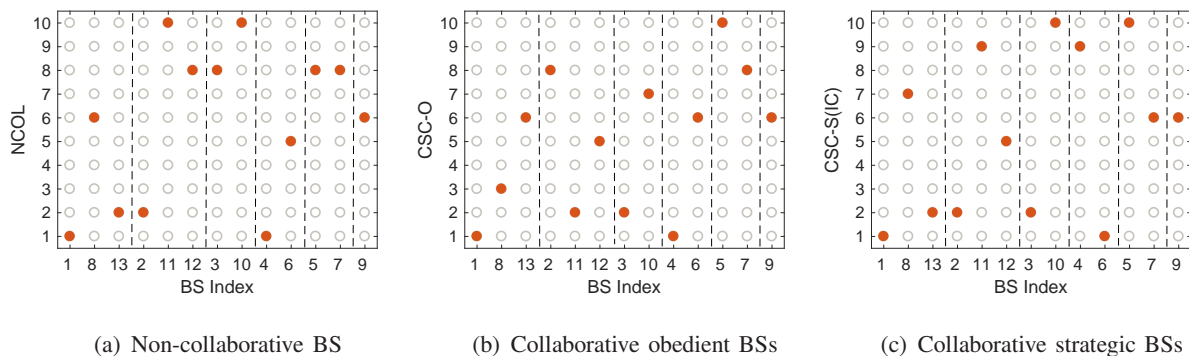 10
9
8
7
6
5
4
3
2
1
NCOL
1 8 13 2 11 12 3 10 4 6 5 7 9
BS Index
(a) Non-collaborative BS
10
9
8
7
6
5
4
3
2
1
CSC-O
1 8 13 2 11 12 3 10 4 6 5 7 9
BS Index
(b) Collaborative obedient BSs
10
9
8
7
6
5
4
3
2
1
CSC-S(IC)
1 8 13 2 11 12 3 10 4 6 5 7 9
BS Index
(c) Collaborative strategic BSs